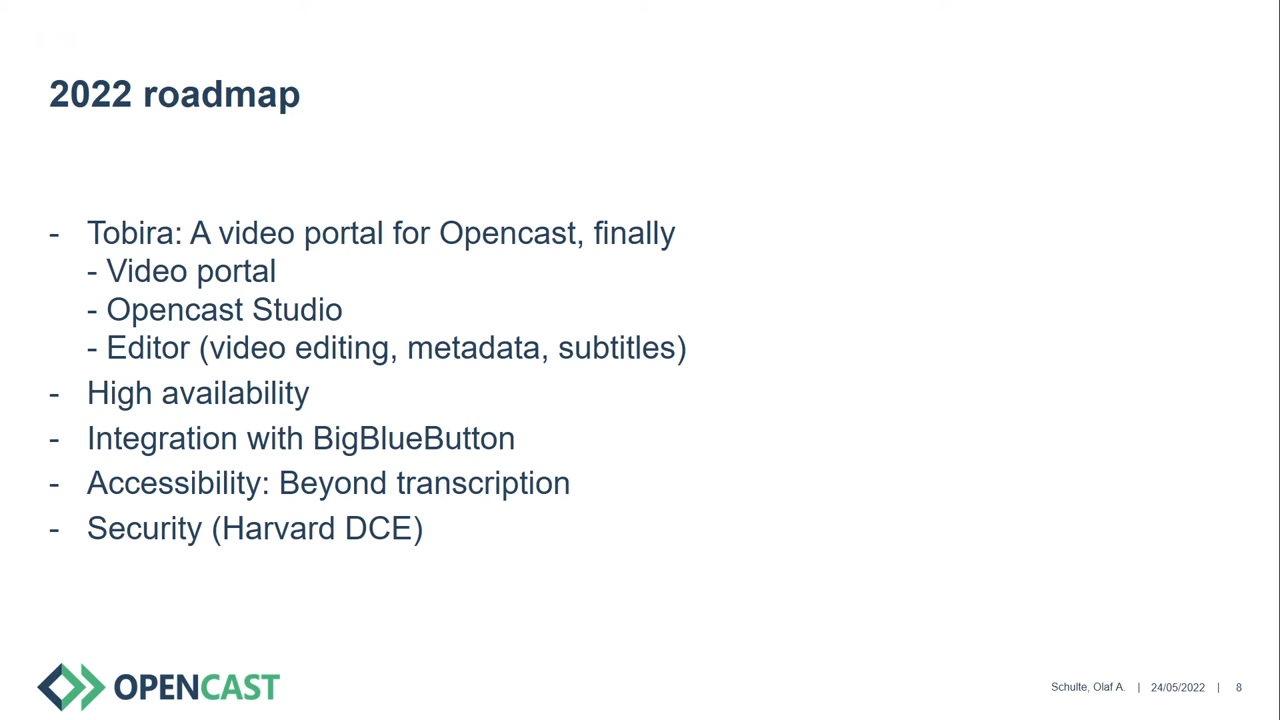 2022 roadmap
- Tobira: A video portal for Opencast, finally
- Video portal
- Opencast Studio
- Editor (video editing, metadata, subtitles)
- High availability
- Integration with BigBlueButton
- Accessibility: Beyond transcription
- Security (Harvard DCE)
OPENCAST
Schulte, Olaf A. | 24/05/2022 | 8